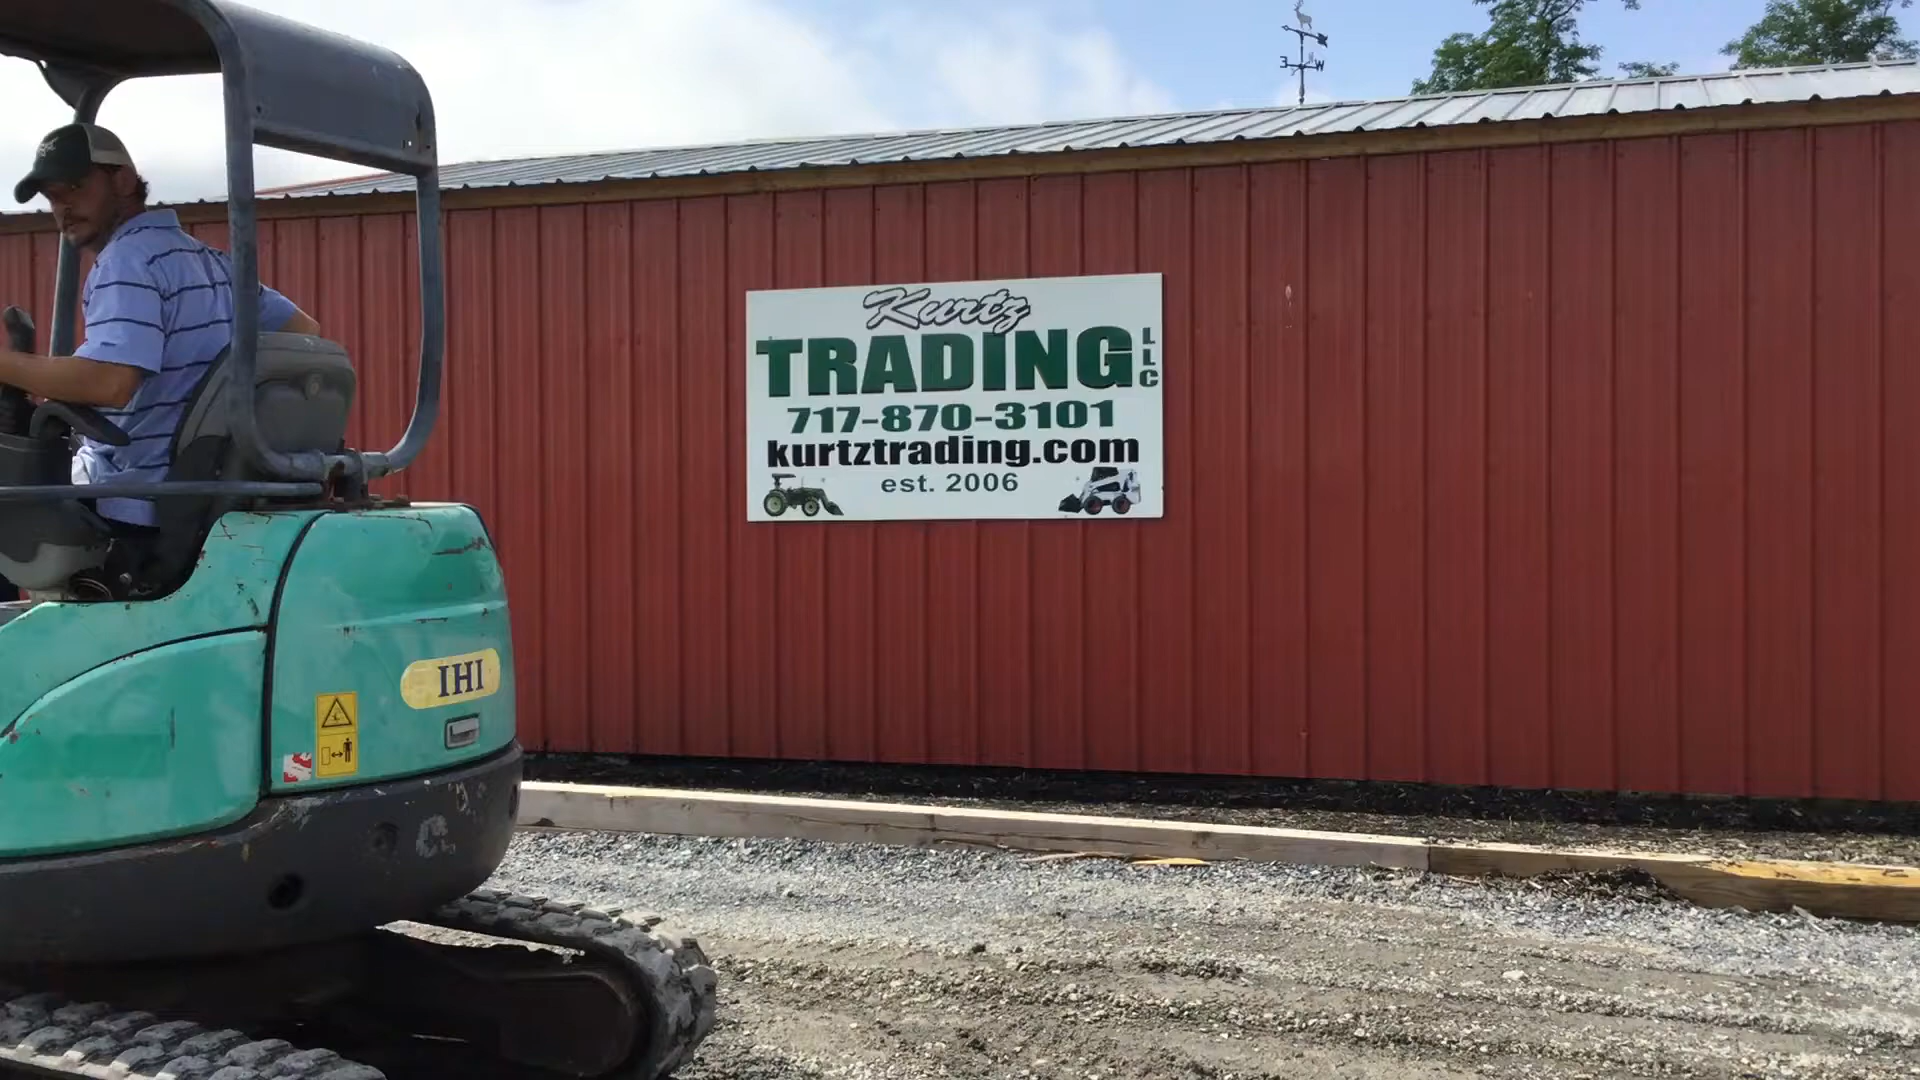 E W
Kurtz
TRADING LLC
717-870-3101
kurtztrading.com
est. 2006
IHI